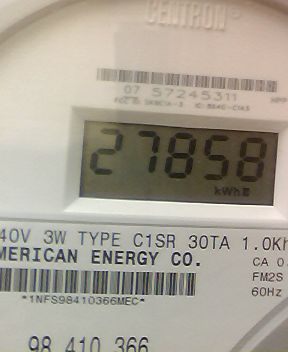 CENTRON®
07 57245311
27858
kWh
40V 3W TYPE C1SR 30TA 1.0Kh
MERICAN ENERGY CO.
CA 0.
FM2S
60Hz
*1NFS98410366MEC*
98 410 366